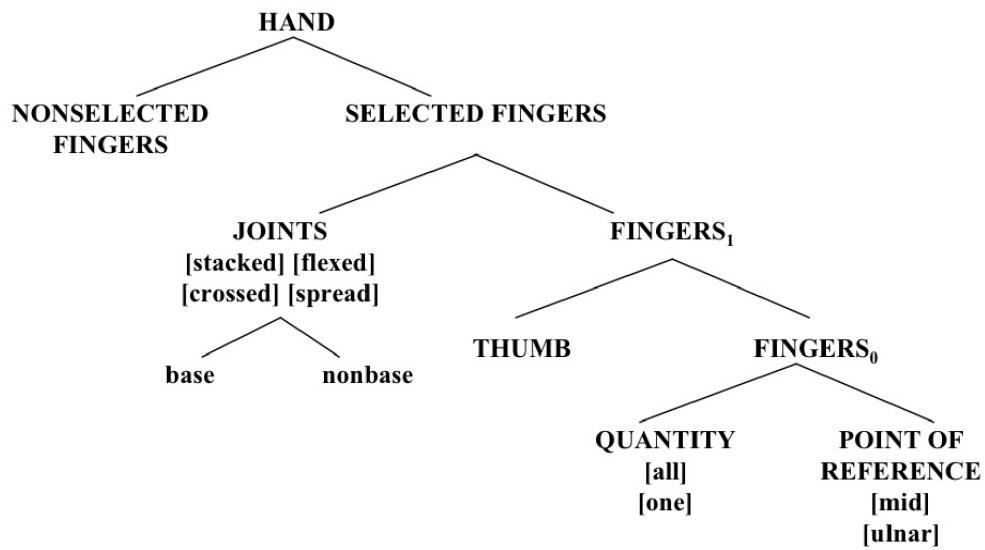 HAND
NONSELECTED
FINGERS
SELECTED FINGERS
JOINTS
[stacked] [flexed]
[crossed] [spread]
FINGERS₁
base
nonbase
THUMB
FINGERS₀
QUANTITY
[all]
[one]
POINT OF
REFERENCE
[mid]
[ulnar]